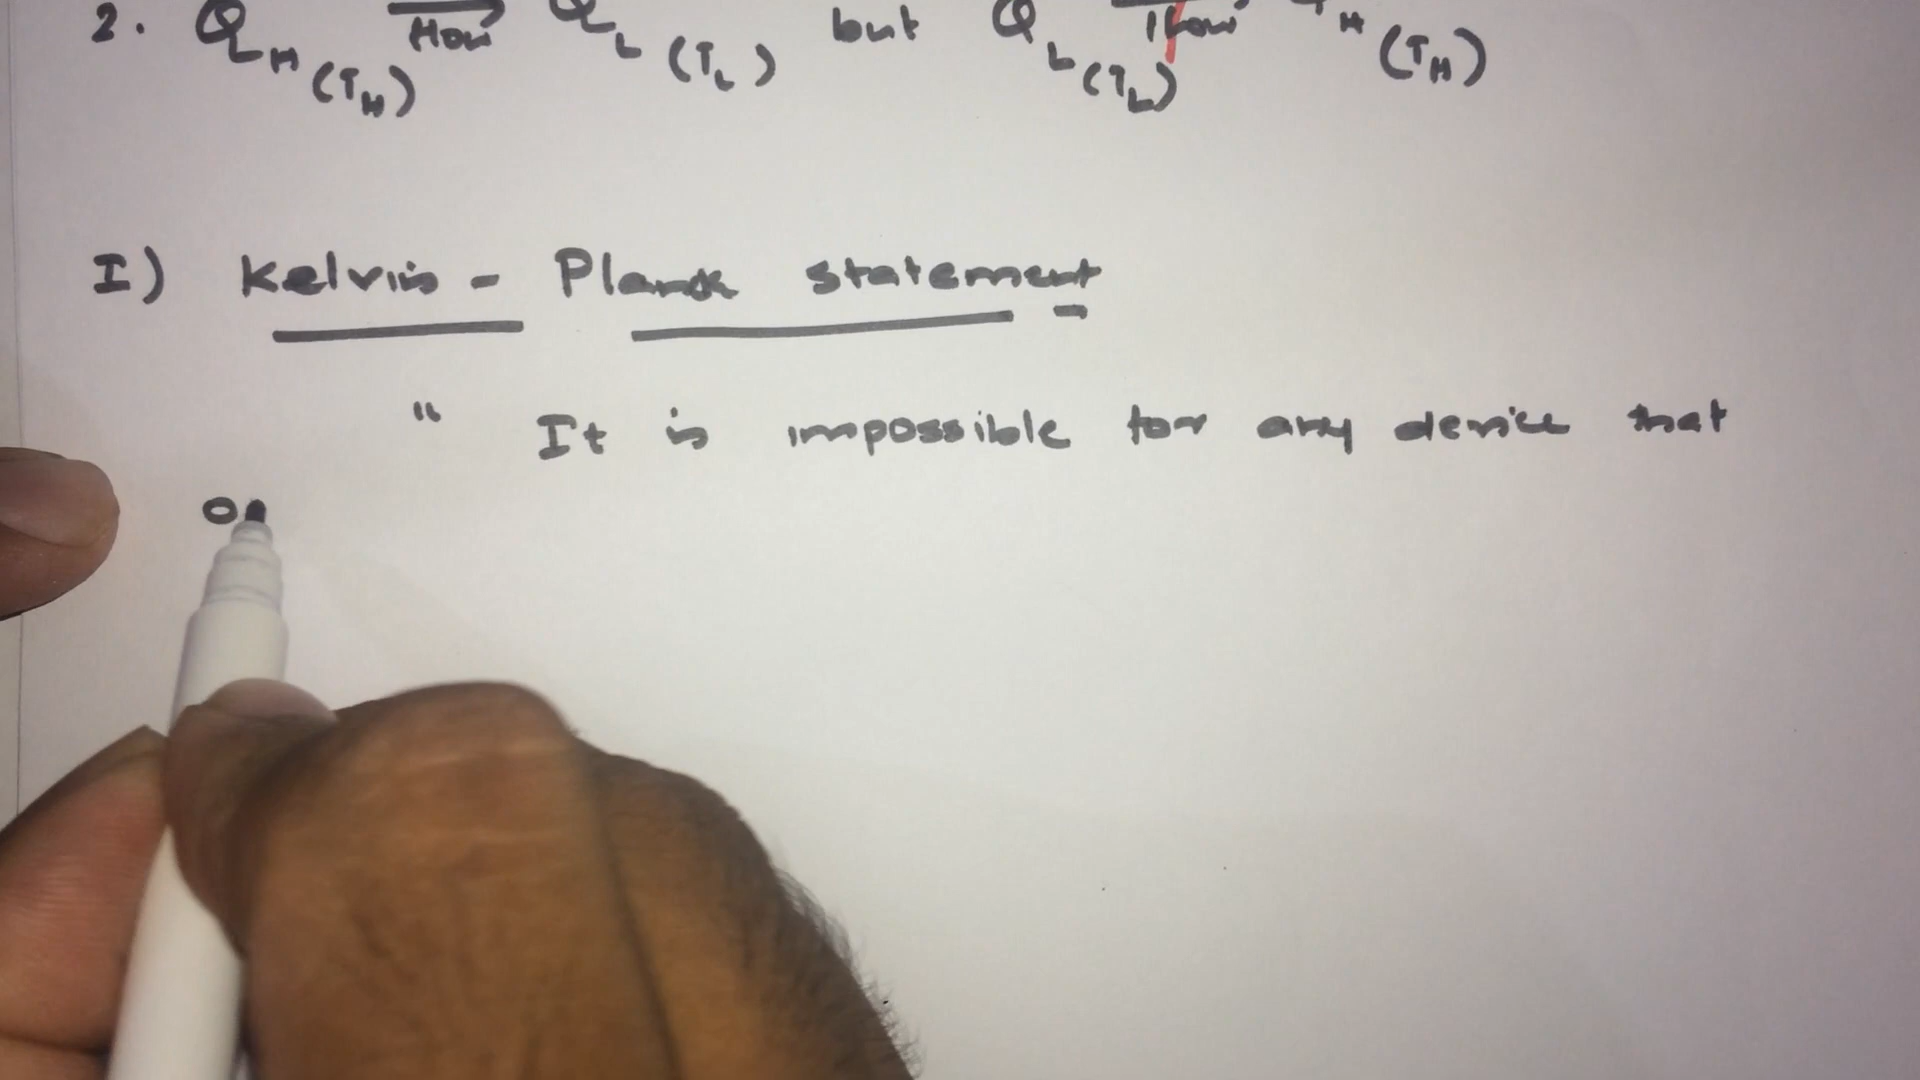 2. Q_H (T_H) flow Q_L (T_L) but Q_L (T_L) flow (T_H)
I) Kelvin - Planck statement
" It is impossible for any device that
o